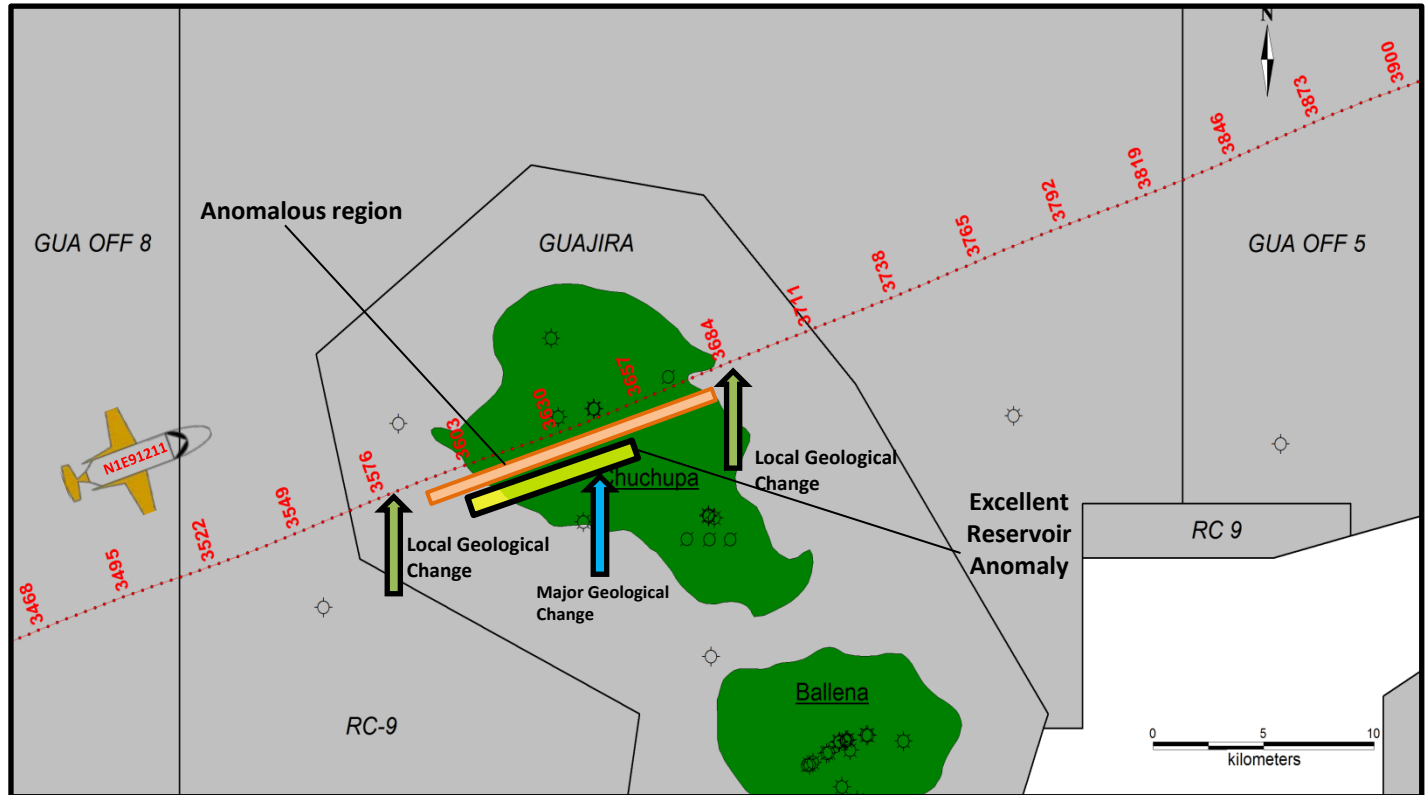 N
3900
3873
3846
3819
3792
3765
3738
3711
3684
3657
3630
3603
3576
3549
3522
3495
3468
Anomalous region
GUA OFF 8
GUAJIRA
GUA OFF 5
N1E91211
Chuchupa
Local Geological
Change
Local Geological
Change
Major Geological
Change
Excellent
Reservoir
Anomaly
RC 9
RC-9
Ballena
0 5 10
kilometers